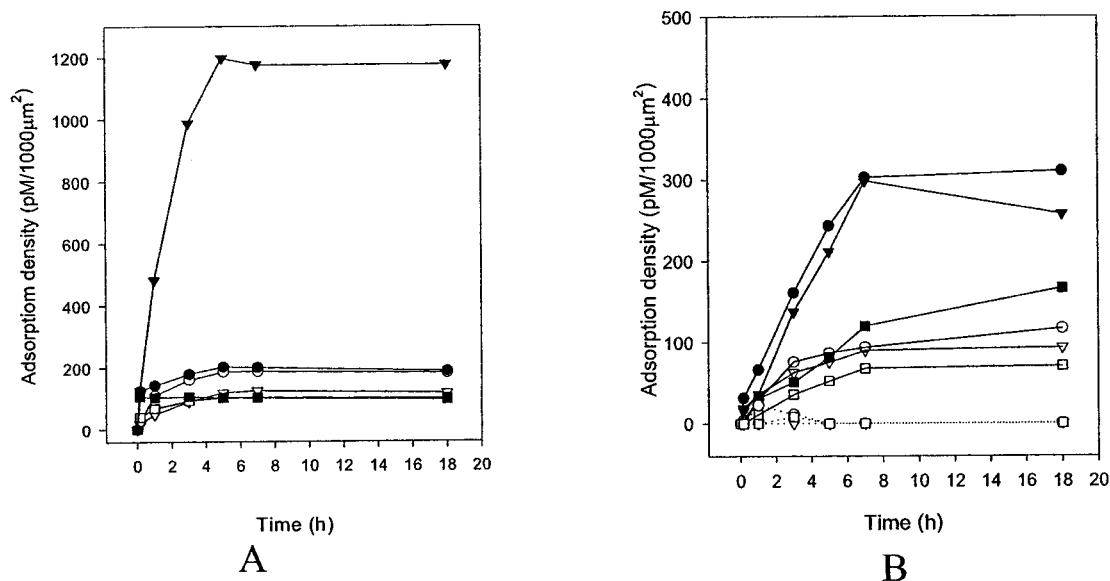 Adsorptiom density (pM/1000µm²)
1200
1000
800
600
400
200
0
0 2 4 6 8 10 12 14 16 18 20
Time (h)
A
Adsorption density (pM/1000µm²)
500
400
300
200
100
0
0 2 4 6 8 10 12 14 16 18 20
Time (h)
B